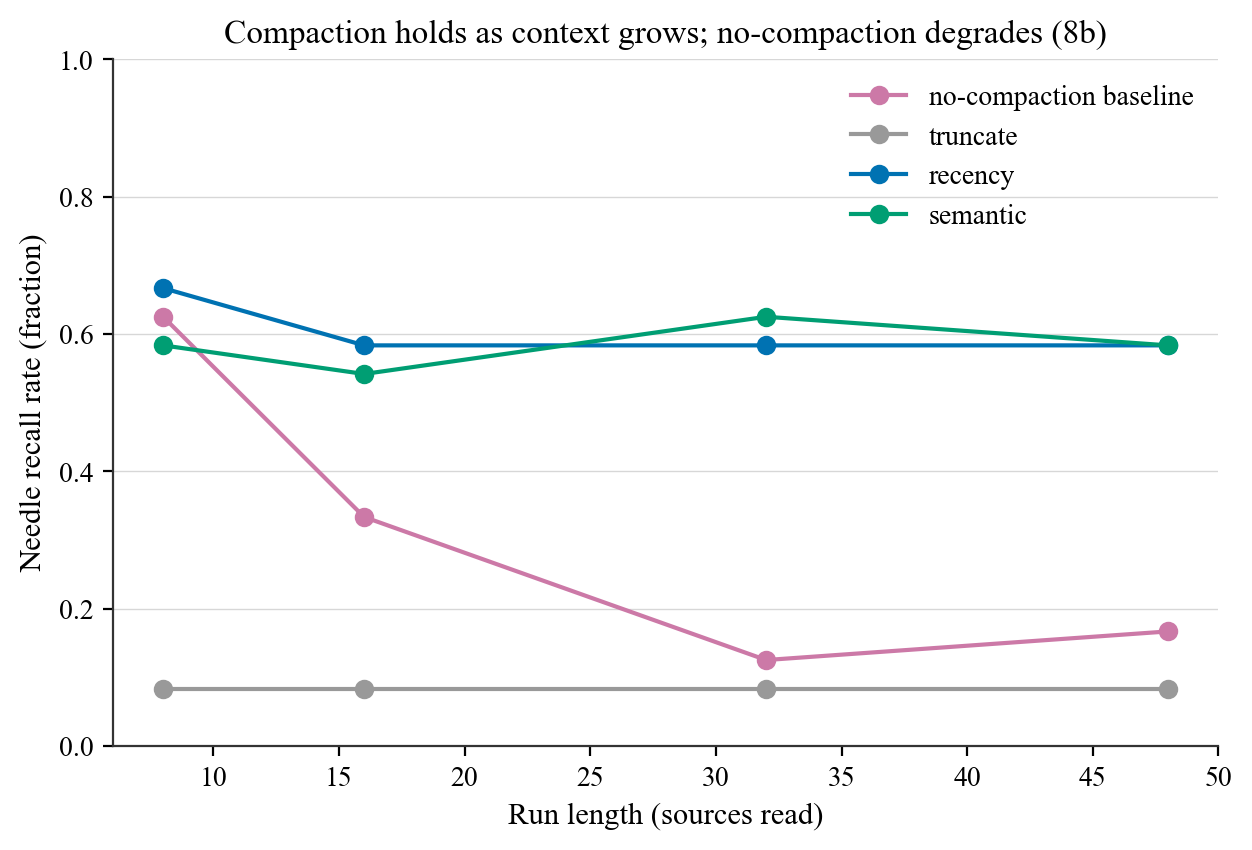 Compaction holds as context grows; no-compaction degrades (8b)
1.0
0.8
0.6
0.4
0.2
0.0
Needle recall rate (fraction)
no-compaction baseline
truncate
recency
semantic
10 15 20 25 30 35 40 45 50
Run length (sources read)